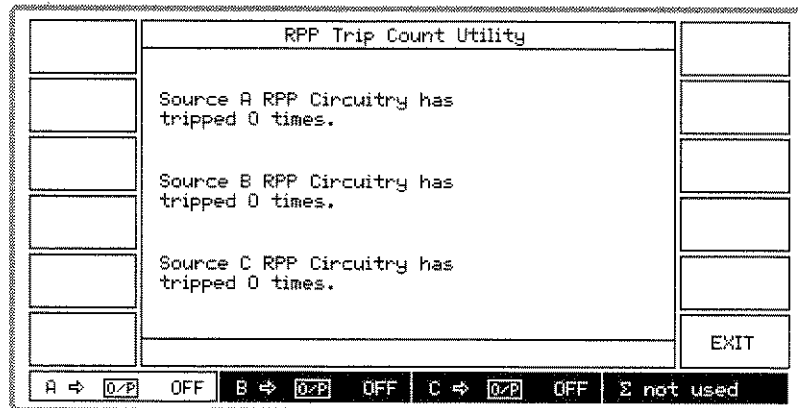 RPP Trip Count Utility
Source A RPP Circuitry has
tripped 0 times.
Source B RPP Circuitry has
tripped 0 times.
Source C RPP Circuitry has
tripped 0 times.
EXIT
A ⇨ O/P OFF B ⇨ O/P OFF C ⇨ O/P OFF Σ not used